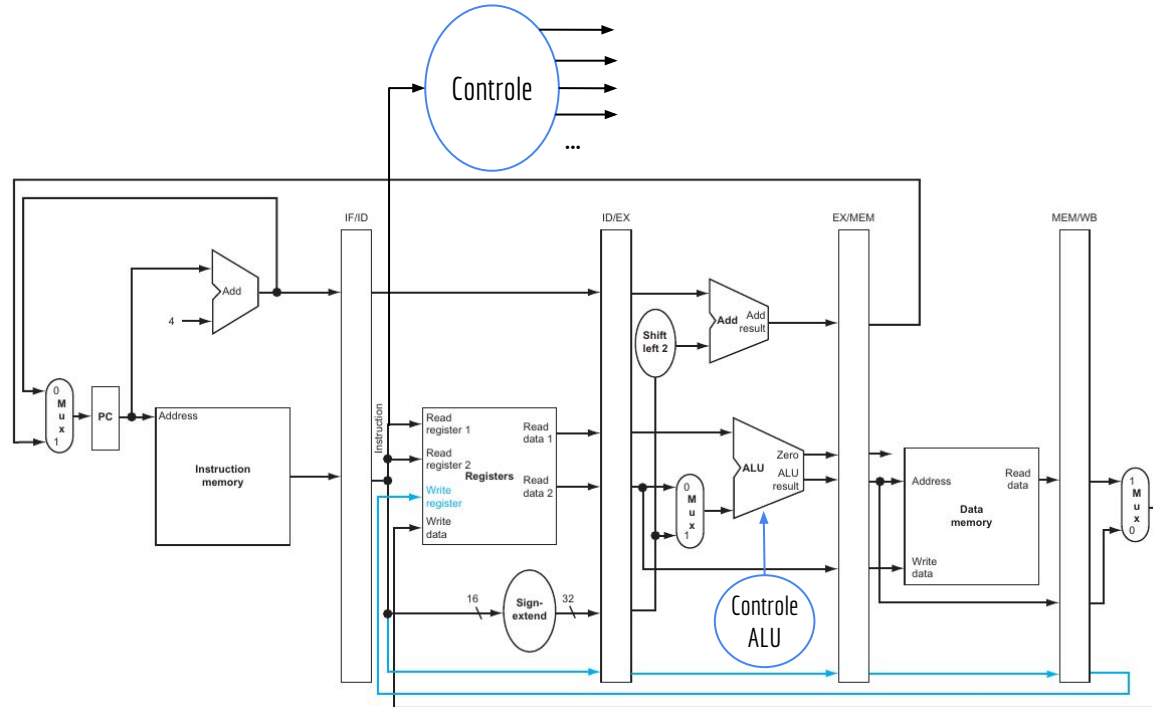 Controle
...
IF/ID
ID/EX
EX/MEM
MEM/WB
Add
4
Shift
left 2
Add
Add
result
0
M
u
x
1
PC
Address
Instruction
memory
Instruction
Read
register 1
Read
register 2
Write
register
Write
data
Registers
Read
data 1
Read
data 2
16
Sign-
extend
32
0
M
u
x
1
ALU
Zero
ALU
result
Controle
ALU
Address
Read
data
Data
memory
Write
data
1
M
u
x
0